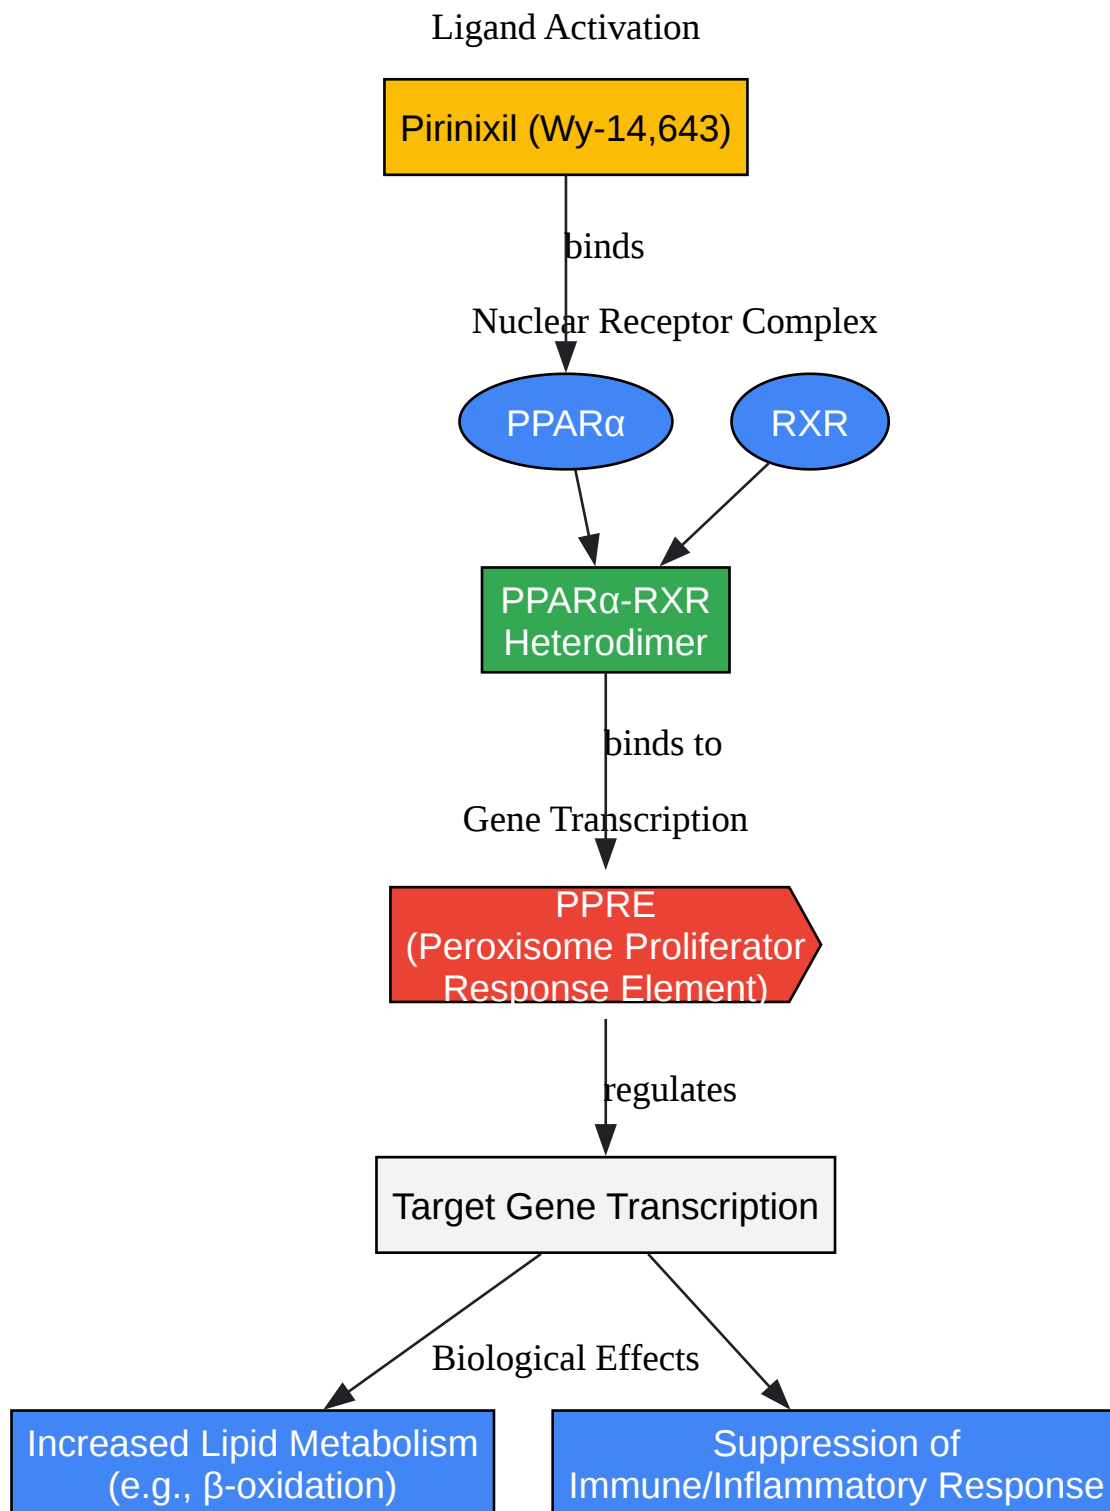 Ligand Activation
Pirinixil (Wy-14,643)
binds
Nuclear Receptor Complex
PPARα
RXR
PPARα-RXR
Heterodimer
binds to
Gene Transcription
PPRE
(Peroxisome Proliferator
Response Element)
regulates
Target Gene Transcription
Biological Effects
Increased Lipid Metabolism
(e.g., β-oxidation)
Suppression of
Immune/Inflammatory Response